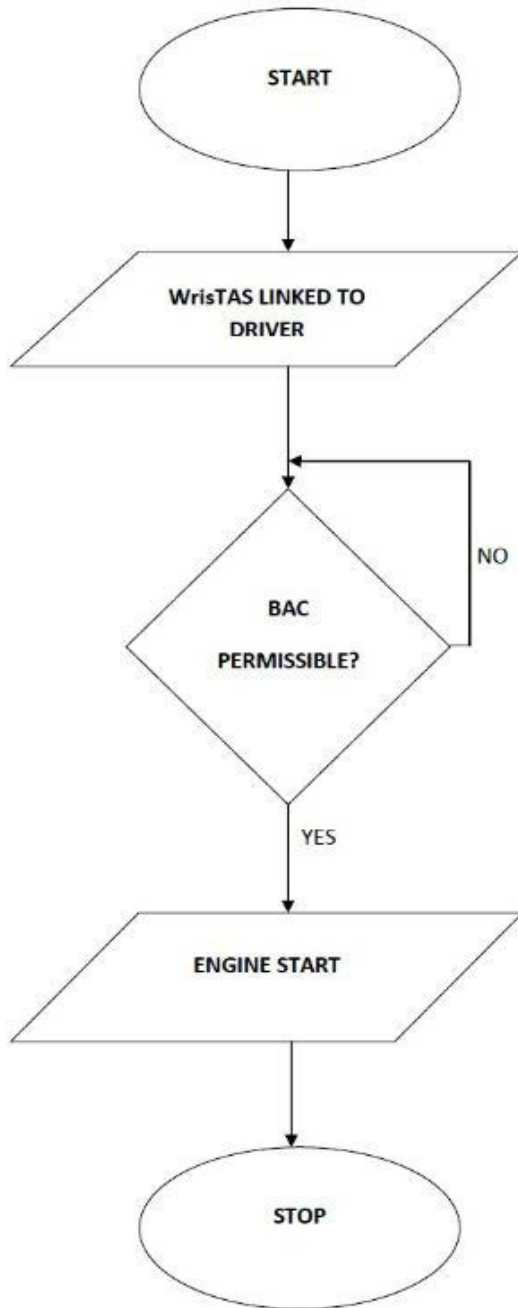 START
WrisTAS LINKED TO
DRIVER
NO
BAC
PERMISSIBLE?
YES
ENGINE START
STOP